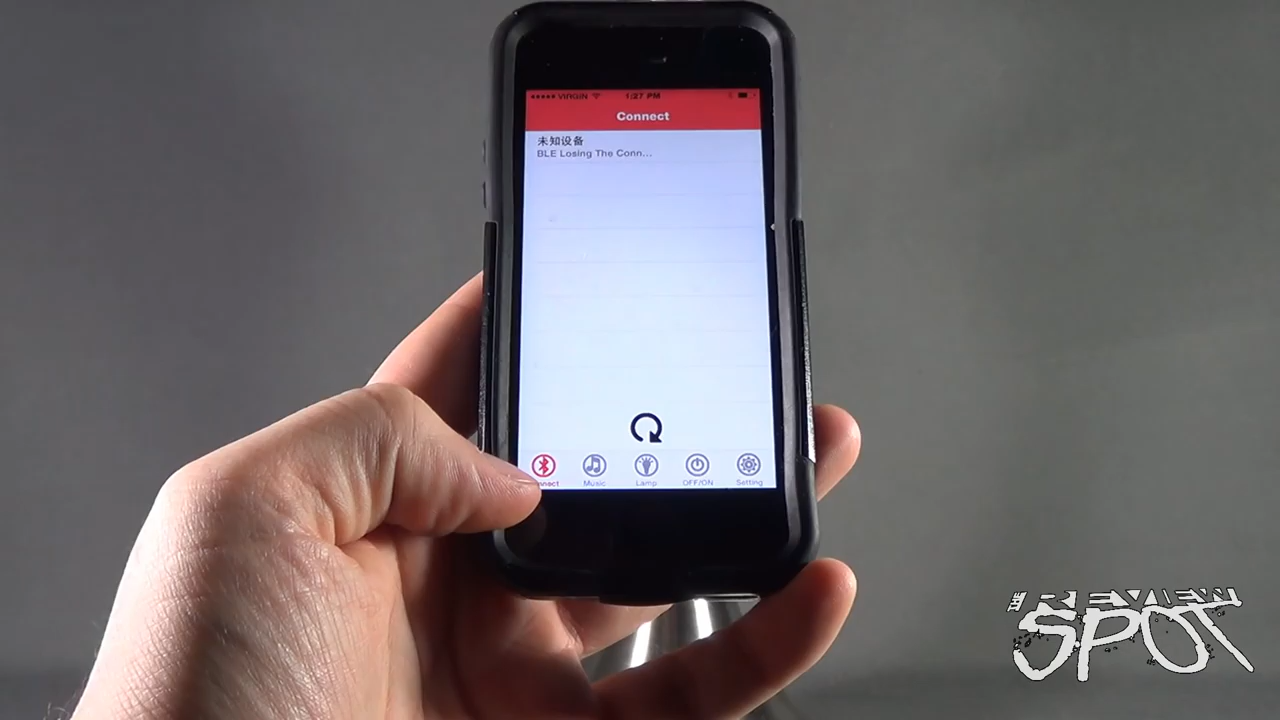 VIRGIN 1:27 PM
Connect
未知设备
BLE Losing The Conn...
nnect Music Lamp OFF/ON Setting
THE REVIEW
SPOT